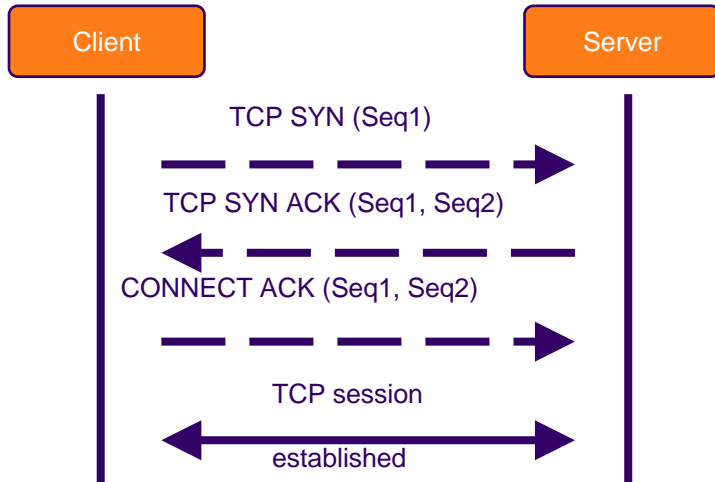 Client
Server
TCP SYN (Seq1)
TCP SYN ACK (Seq1, Seq2)
CONNECT ACK (Seq1, Seq2)
TCP session
established